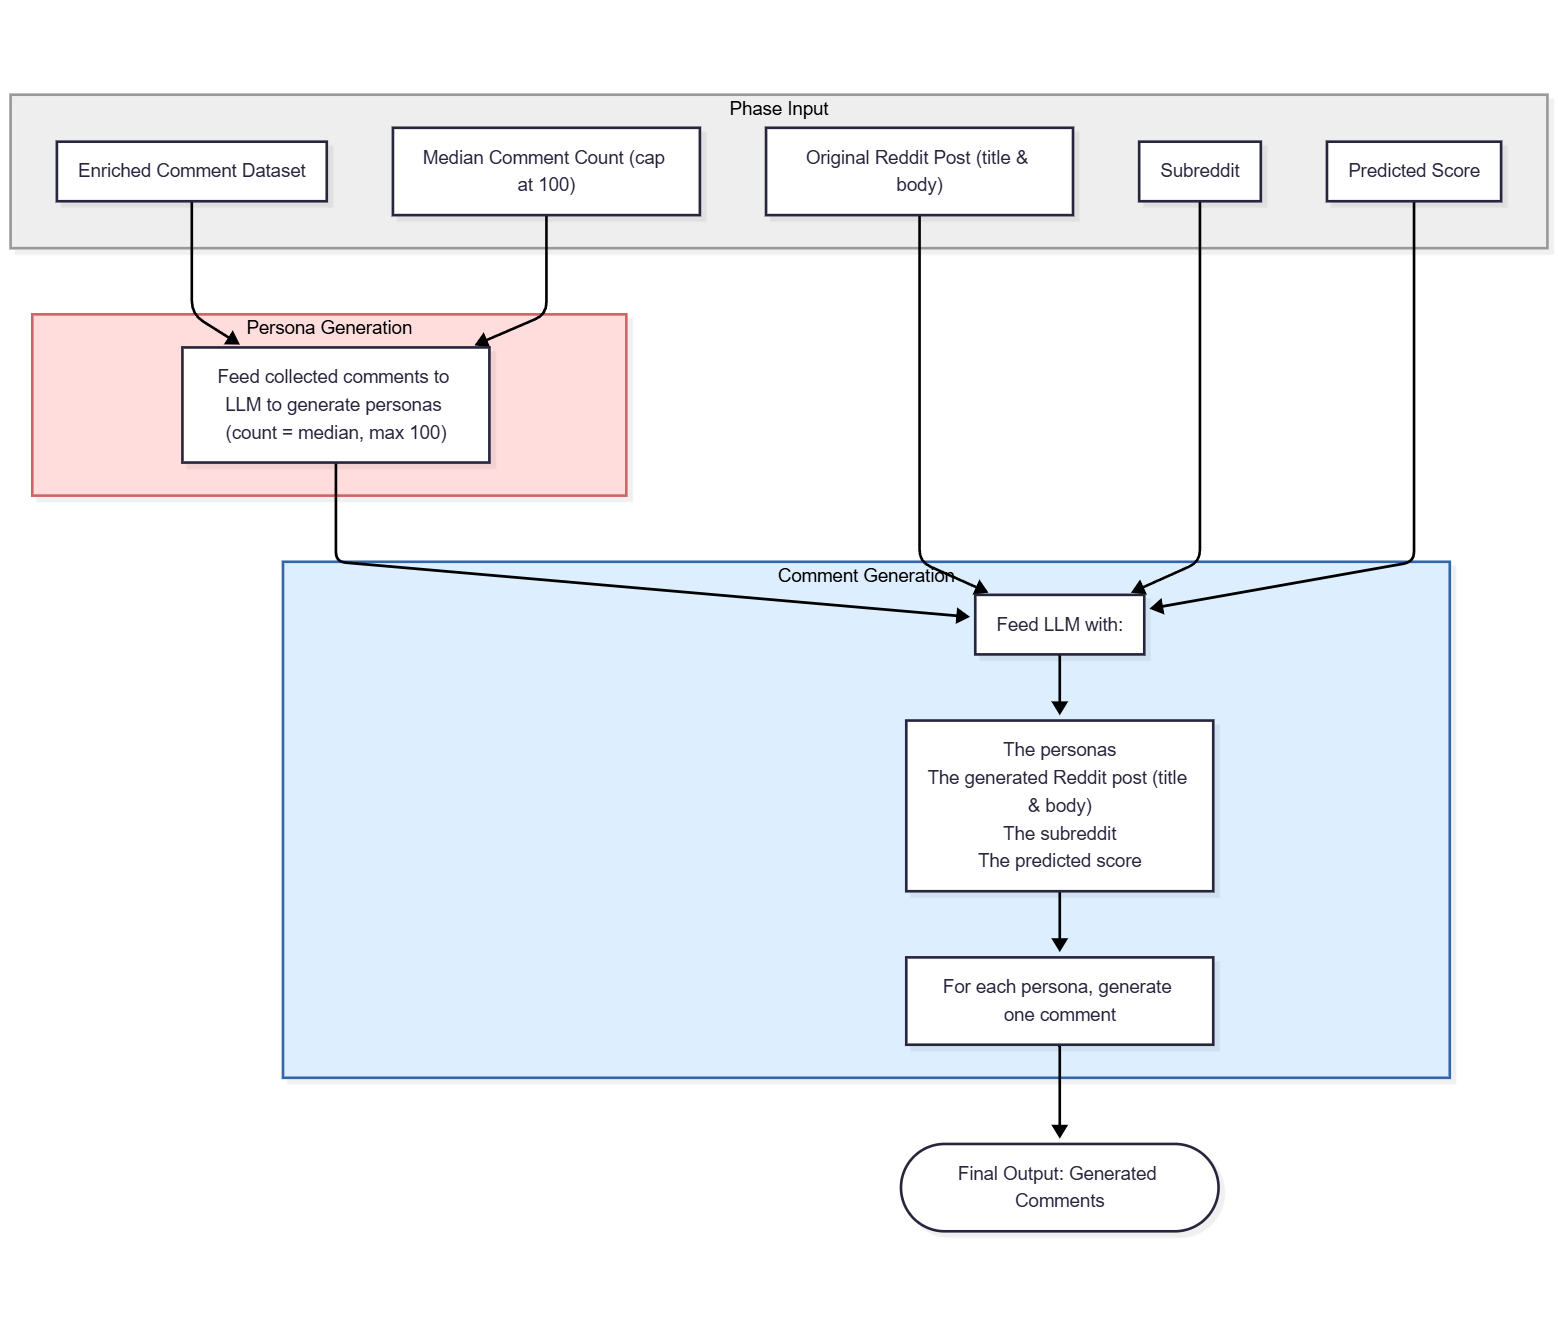 Phase Input
Enriched Comment Dataset
Median Comment Count (cap
at 100)
Original Reddit Post (title &
body)
Subreddit
Predicted Score
Persona Generation
Feed collected comments to
LLM to generate personas
(count = median, max 100)
Comment Generation
Feed LLM with:
The personas
The generated Reddit post (title
& body)
The subreddit
The predicted score
For each persona, generate
one comment
Final Output: Generated
Comments